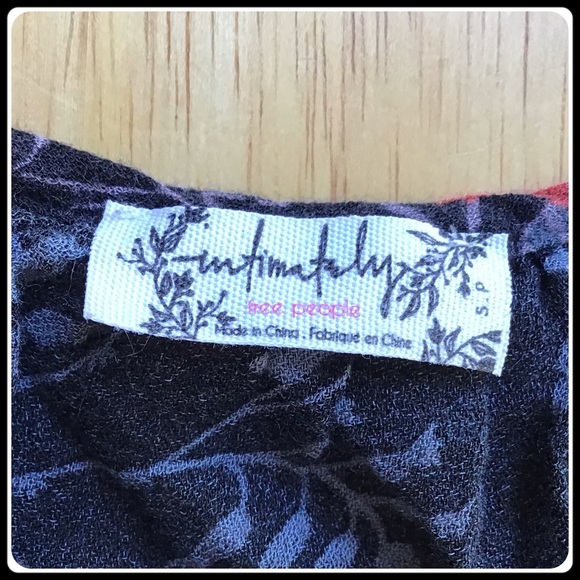 intimately
free people
Made in China . Fabriqué en Chine
S.P